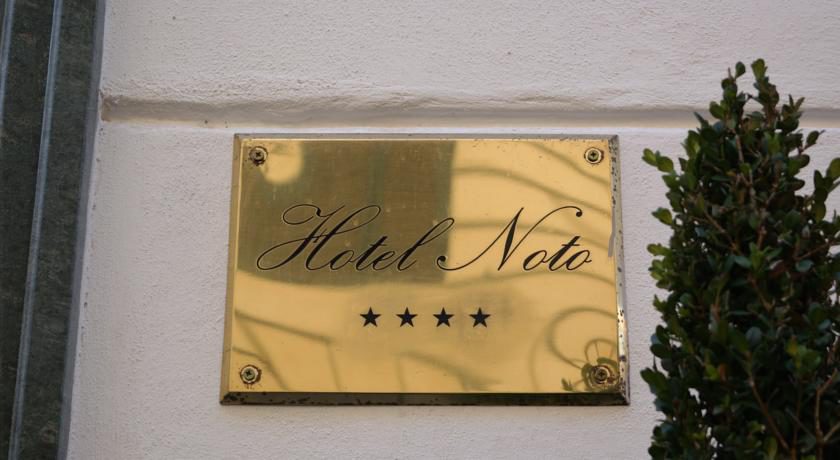 Hotel Noto
★ ★ ★ ★